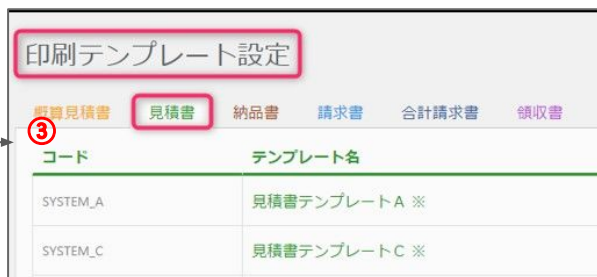 印刷テンプレート設定
概算見積書 見積書 納品書 請求書 合計請求書 領収書
③
コード テンプレート名
SYSTEM_A 見積書テンプレートA ※
SYSTEM_C 見積書テンプレートC ※